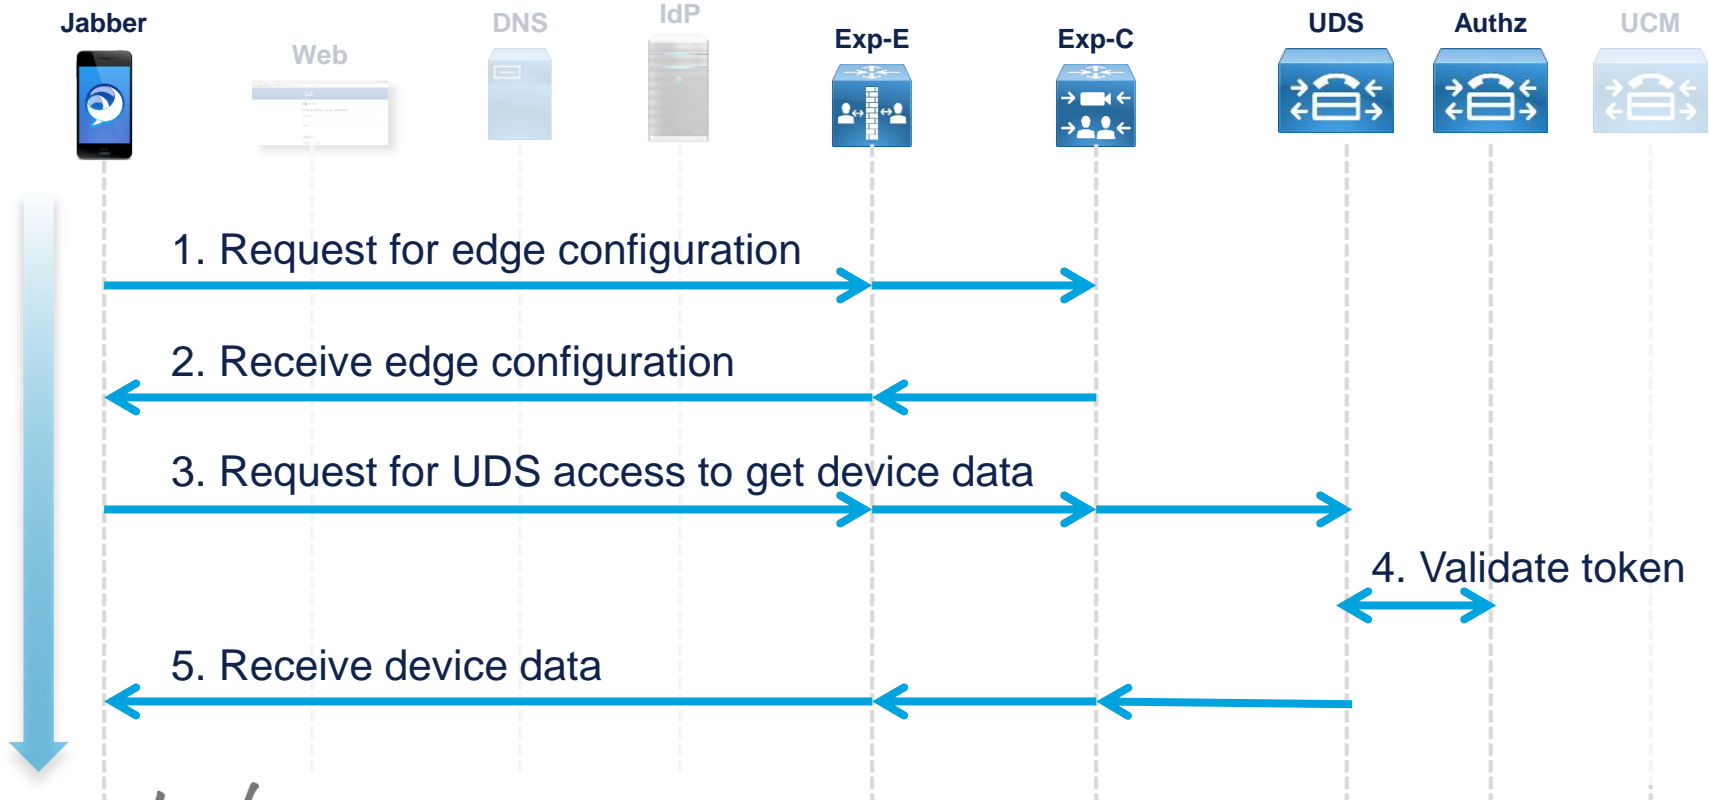 Jabber
Web
DNS
IdP
Exp-E
Exp-C
UDS
Authz
UCM
1. Request for edge configuration
2. Receive edge configuration
3. Request for UDS access to get device data
4. Validate token
5. Receive device data